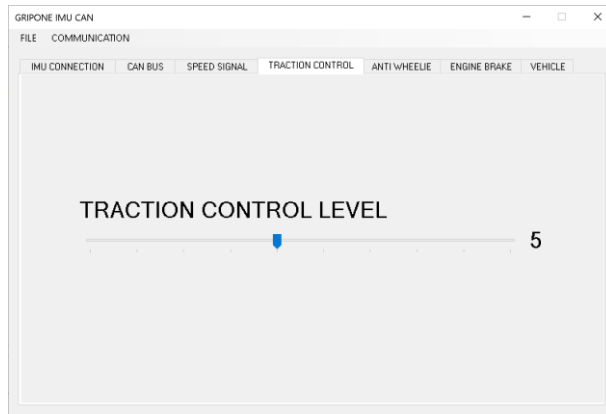 GRIPONE IMU CAN
FILE COMMUNICATION
IMU CONNECTION CAN BUS SPEED SIGNAL TRACTION CONTROL ANTI WHEELIE ENGINE BRAKE VEHICLE
TRACTION CONTROL LEVEL
5